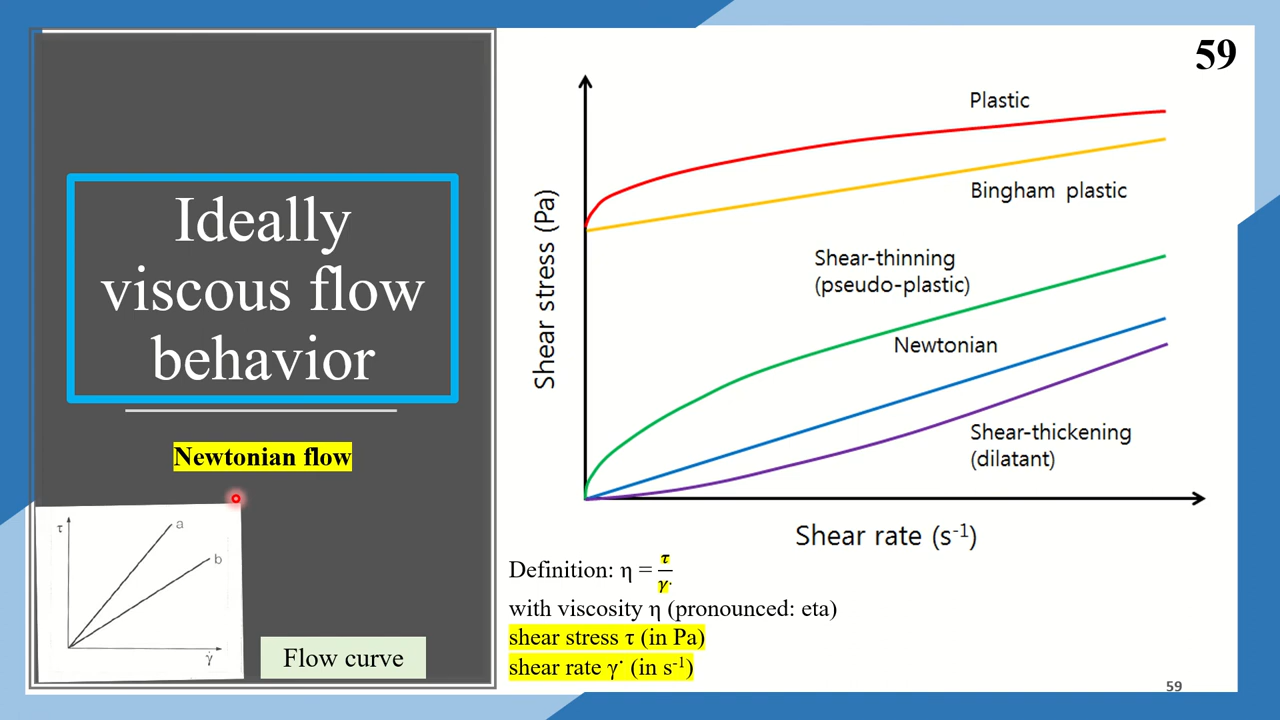 59
Ideally
viscous flow
behavior
Newtonian flow
τ
a
b
γ̇
Flow curve
Plastic
Bingham plastic
Shear-thinning
(pseudo-plastic)
Newtonian
Shear-thickening
(dilatant)
Shear stress (Pa)
Shear rate (s⁻¹)
Definition: η = τ/γ˙
with viscosity η (pronounced: eta)
shear stress τ (in Pa)
shear rate γ˙ (in s⁻¹)
59